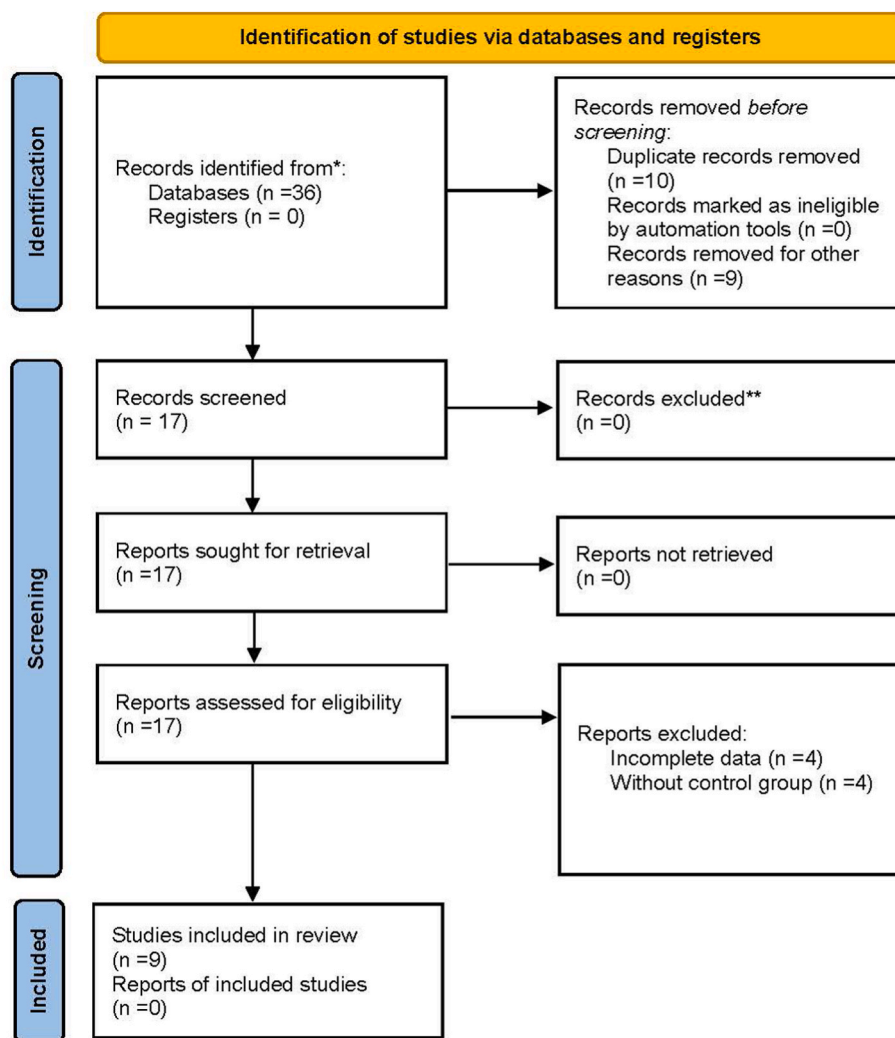 Identification of studies via databases and registers
Identification
Records identified from*:
Databases (n =36)
Registers (n = 0)
Records removed before
screening:
Duplicate records removed
(n =10)
Records marked as ineligible
by automation tools (n =0)
Records removed for other
reasons (n =9)
Screening
Records screened
(n = 17)
Records excluded**
(n =0)
Reports sought for retrieval
(n =17)
Reports not retrieved
(n =0)
Reports assessed for eligibility
(n =17)
Reports excluded:
Incomplete data (n =4)
Without control group (n =4)
Included
Studies included in review
(n =9)
Reports of included studies
(n =0)